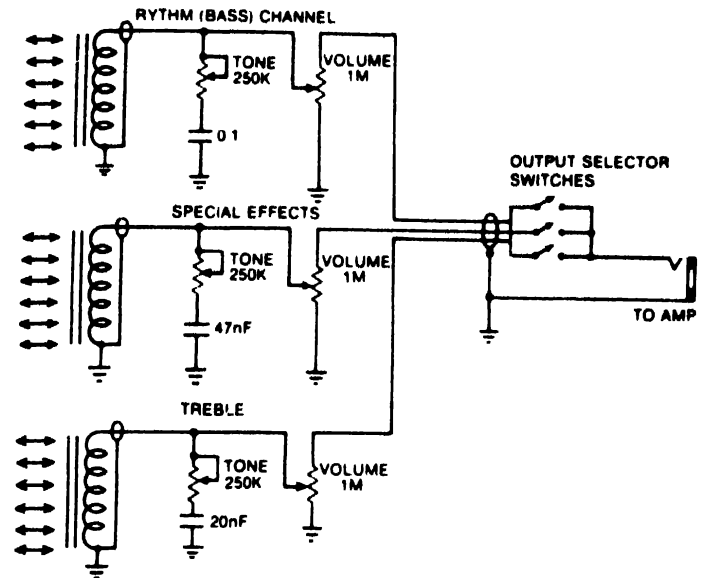 RYTHM (BASS) CHANNEL
TONE
250K
VOLUME
1M
0 1
OUTPUT SELECTOR
SWITCHES
SPECIAL EFFECTS
TONE
250K
VOLUME
1M
47nF
TO AMP
TREBLE
TONE
250K
VOLUME
1M
20nF